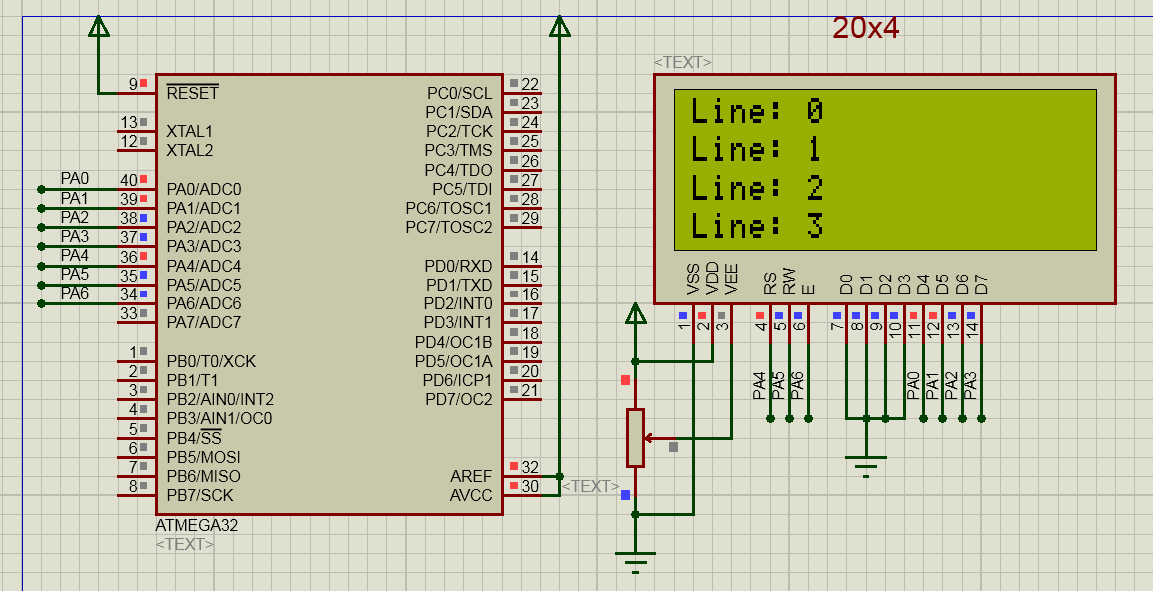 20x4
<TEXT>
Line: 0
Line: 1
Line: 2
Line: 3
VSS VDD VEE RS RW E D0 D1 D2 D3 D4 D5 D6 D7
1 2 3 4 5 6 7 8 9 10 11 12 13 14
PA4 PA5 PA6 PA0 PA1 PA2 PA3
<TEXT>
9 RESET PC0/SCL 22
PC1/SDA 23
13 XTAL1 PC2/TCK 24
12 XTAL2 PC3/TMS 25
PC4/TDO 26
PA0 40 PA0/ADC0 PC5/TDI 27
PA1 39 PA1/ADC1 PC6/TOSC1 28
PA2 38 PA2/ADC2 PC7/TOSC2 29
PA3 37 PA3/ADC3
PA4 36 PA4/ADC4 PD0/RXD 14
PA5 35 PA5/ADC5 PD1/TXD 15
PA6 34 PA6/ADC6 PD2/INT0 16
33 PA7/ADC7 PD3/INT1 17
PD4/OC1B 18
1 PB0/T0/XCK PD5/OC1A 19
2 PB1/T1 PD6/ICP1 20
3 PB2/AIN0/INT2 PD7/OC2 21
4 PB3/AIN1/OC0
5 PB4/SS
6 PB5/MOSI
7 PB6/MISO AREF 32
8 PB7/SCK AVCC 30
ATMEGA32
<TEXT>